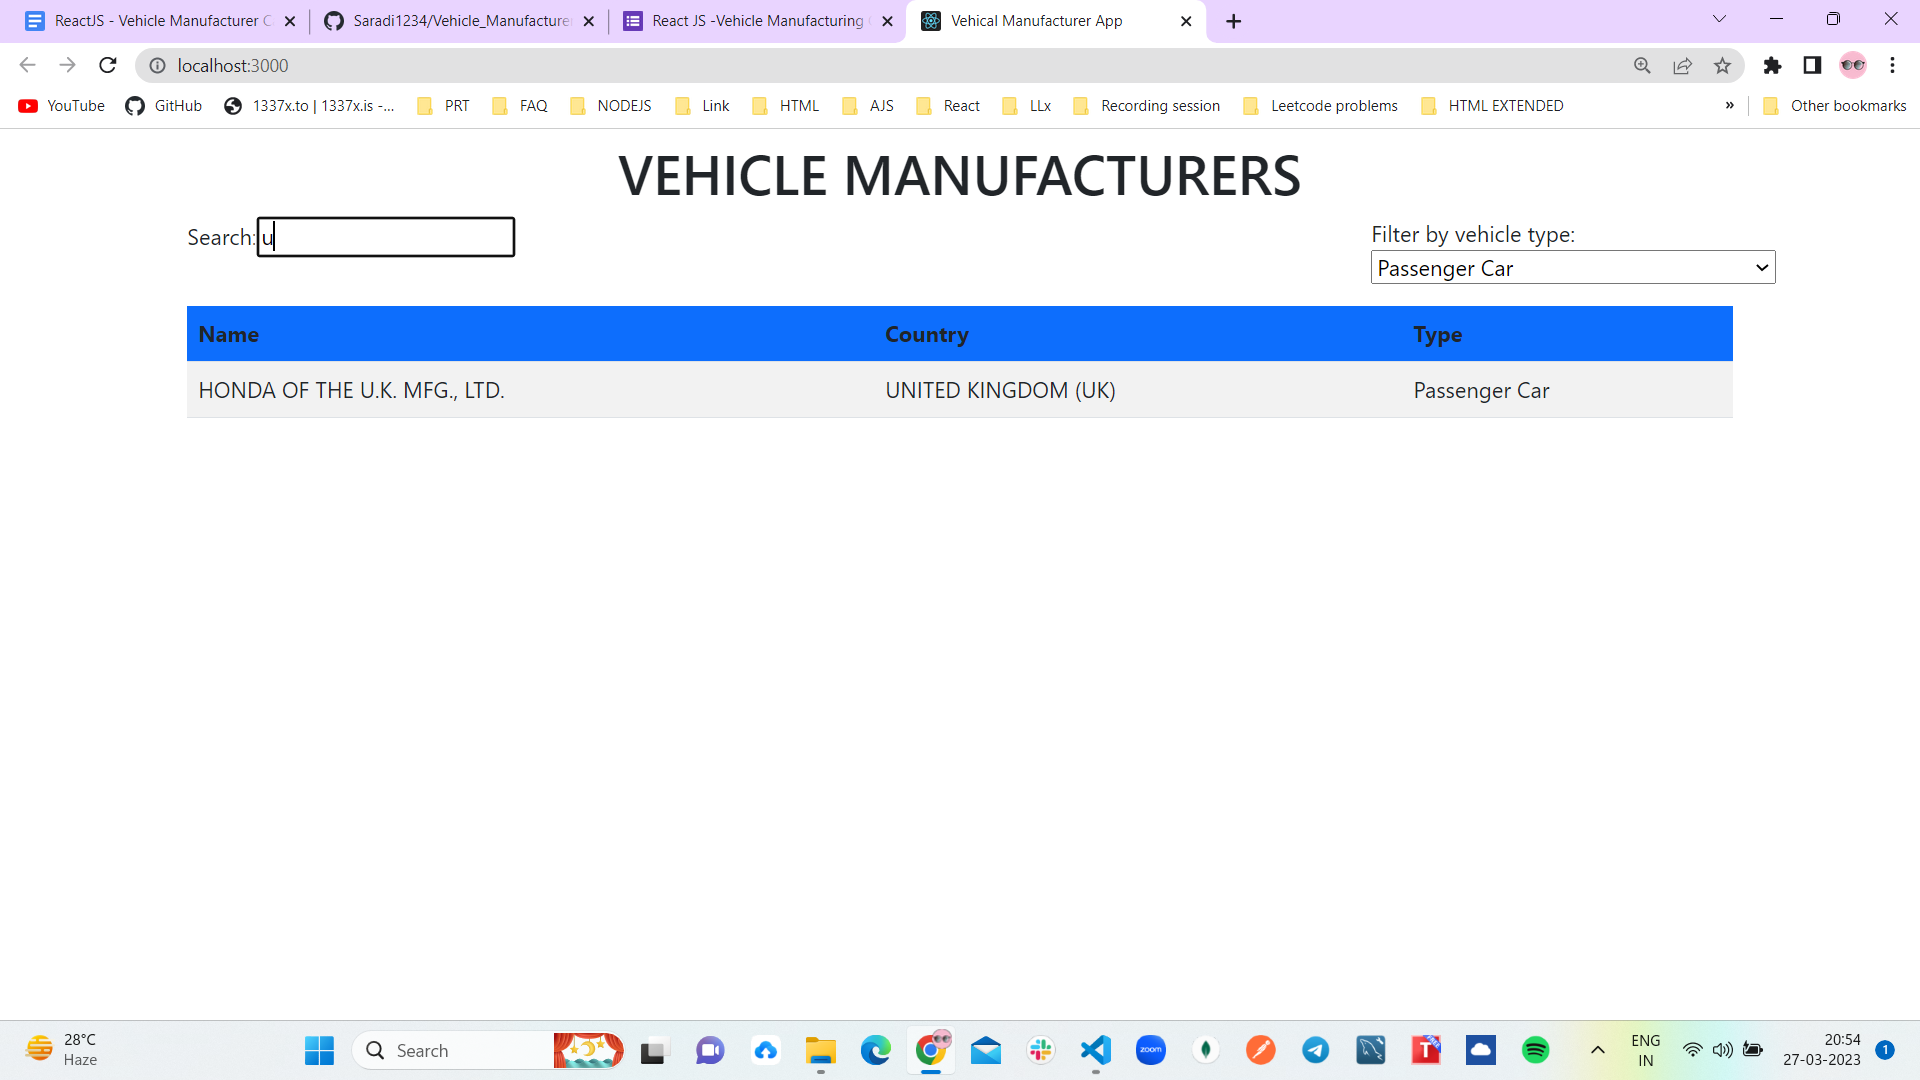 ReactJS - Vehicle Manufacturer C
Saradi1234/Vehicle_Manufacture
React JS -Vehicle Manufacturing
Vehical Manufacturer App
localhost:3000
YouTube GitHub 1337x.to | 1337x.is -... PRT FAQ NODEJS Link HTML AJS React LLx Recording session Leetcode problems HTML EXTENDED » Other bookmarks
VEHICLE MANUFACTURERS
Search: u
Filter by vehicle type:
Passenger Car
Name Country Type
HONDA OF THE U.K. MFG., LTD. UNITED KINGDOM (UK) Passenger Car
28°C
Haze
Search
zoom
T
FREE
ENG
IN
20:54
27-03-2023
1